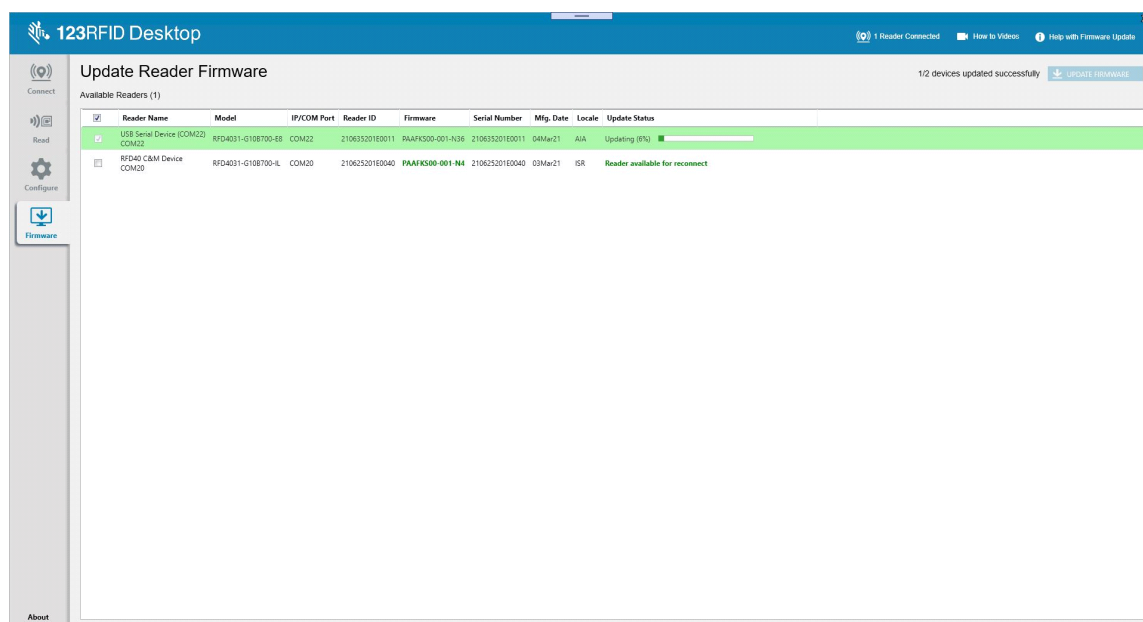 123RFID Desktop
1 Reader Connected
How to Videos
Help with Firmware Update
Connect
Read
Configure
Firmware
About
Update Reader Firmware
1/2 devices updated successfully
UPDATE FIRMWARE
Available Readers (1)
Reader Name Model IP/COM Port Reader ID Firmware Serial Number Mfg. Date Locale Update Status
USB Serial Device (COM22) COM22 RFD4031-G10B700-E8 COM22 210635201E0011 PAAFKS00-001-N36 210635201E0011 04Mar21 AIA Updating (6%)
RFD40 C&M Device COM20 RFD4031-G10B700-IL COM20 210625201E0040 PAAFKS00-001-N4 210625201E0040 03Mar21 ISR Reader available for reconnect